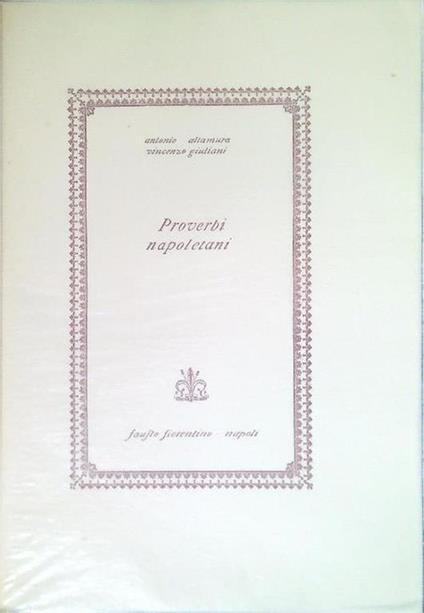 antonio altamura
vincenzo giuliani
Proverbi
napoletani
fausto fiorentino - napoli